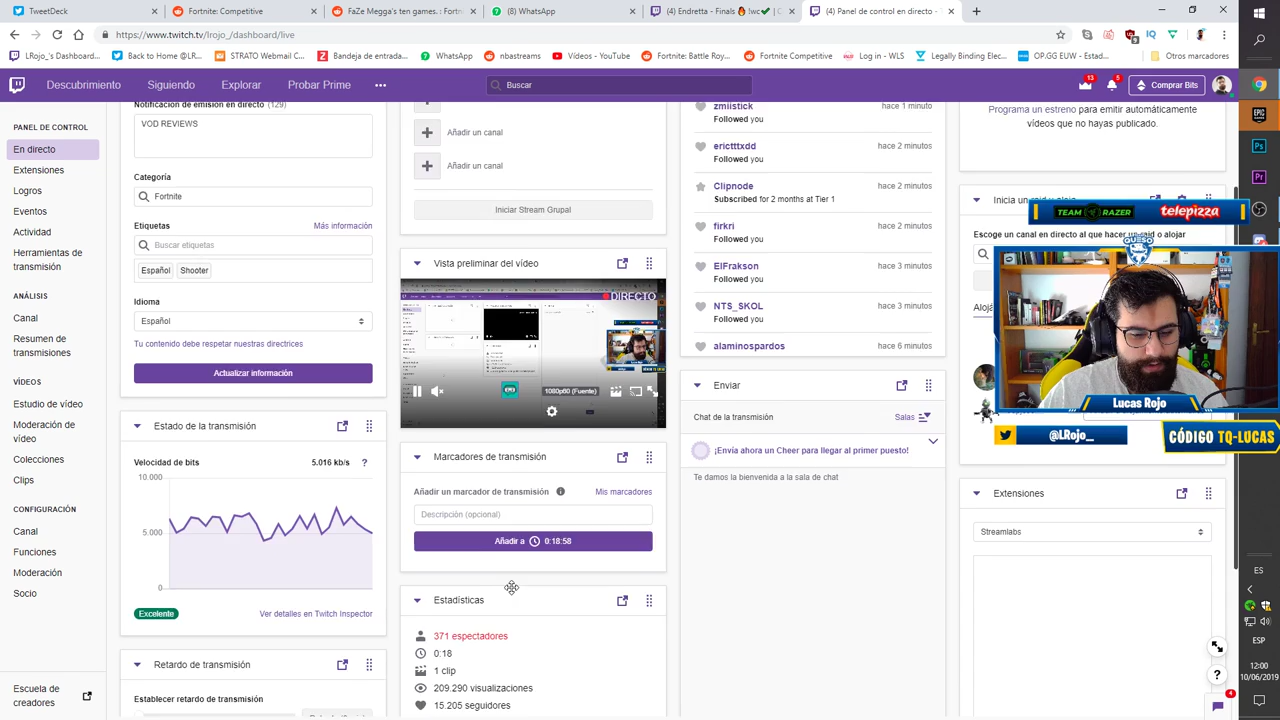 TweetDeck
Fortnite: Competitive
FaZe Megga's ten games. : Fortni
(8) WhatsApp
(4) Endretta - Finals
(4) Panel de control en directo -
https://www.twitch.tv/lrojo_/dashboard/live
LRojo_'s Dashboard
Back to Home @LR...
STRATO Webmail C...
Bandeja de entrada...
WhatsApp
nbastreams
Vídeos - YouTube
Fortnite: Battle Roy...
Fortnite Competitive
Log in - WLS
Legally Binding Elec...
OP.GG EUW - Estad...
Otros marcadores
Descubrimiento
Siguiendo
Explorar
Probar Prime
Buscar
13
5
Comprar Bits
PANEL DE CONTROL
En directo
Extensiones
Logros
Eventos
Actividad
Herramientas de
transmisión
ANÁLISIS
Canal
Resumen de
transmisiones
VÍDEOS
Estudio de vídeo
Moderación de
vídeo
Colecciones
Clips
CONFIGURACIÓN
Canal
Funciones
Moderación
Socio
Escuela de
creadores
Notificación de emisión en directo (129)
VOD REVIEWS
Categoría
Fortnite
Etiquetas
Más información
Buscar etiquetas
Español
Shooter
Idioma
Español
Tu contenido debe respetar nuestras directrices
Actualizar información
Estado de la transmisión
Velocidad de bits
5.016 kb/s
?
10.000
5.000
0
Excelente
Ver detalles en Twitch Inspector
Retardo de transmisión
Establecer retardo de transmisión
Añadir un canal
Añadir un canal
Iniciar Stream Grupal
Vista preliminar del vídeo
DIRECTO
1080p60 (Fuente)
Marcadores de transmisión
Añadir un marcador de transmisión
Mis marcadores
Descripción (opcional)
Añadir a 0:18:58
Estadísticas
371 espectadores
0:18
1 clip
209.290 visualizaciones
15.205 seguidores
zmiistick
hace 1 minuto
Followed you
erictttxdd
hace 2 minutos
Followed you
Clipnode
hace 2 minutos
Subscribed for 2 months at Tier 1
firkri
hace 2 minutos
Followed you
ElFrakson
hace 3 minutos
Followed you
NTS_SKOL
hace 3 minutos
Followed you
alaminospardos
hace 6 minutos
Enviar
Chat de la transmisión
Salas
¡Envía ahora un Cheer para llegar al primer puesto!
Te damos la bienvenida a la sala de chat
Programa un estreno para emitir automáticamente
vídeos que no hayas publicado.
Inicia un raid o aloja
TEAM RAZER
telepizza
Escoge un canal en directo al que hacer un raid o alojar
QUESO
Lucas Rojo
@LRojo_
CÓDIGO TQ-LUCAS
Extensiones
Streamlabs
ES
ESP
12:00
10/06/2019
?
4